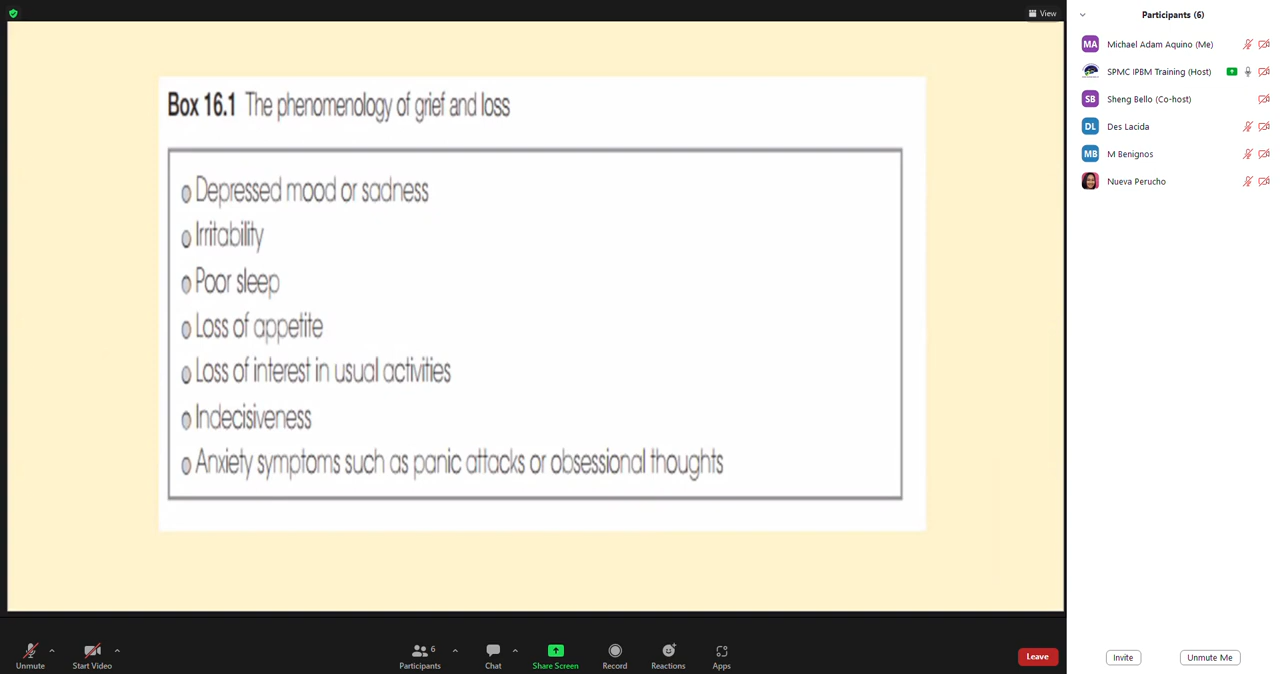 View
Box 16.1 The phenomenology of grief and loss
Depressed mood or sadness
Irritability
Poor sleep
Loss of appetite
Loss of interest in usual activities
Indecisiveness
Anxiety symptoms such as panic attacks or obsessional thoughts
Unmute
Start Video
6
Participants
Chat
Share Screen
Record
Reactions
Apps
Leave
Participants (6)
MA Michael Adam Aquino (Me)
SPMC IPBM Training (Host)
SB Sheng Bello (Co-host)
DL Des Lacida
MB M Benignos
Nueva Perucho
Invite
Unmute Me